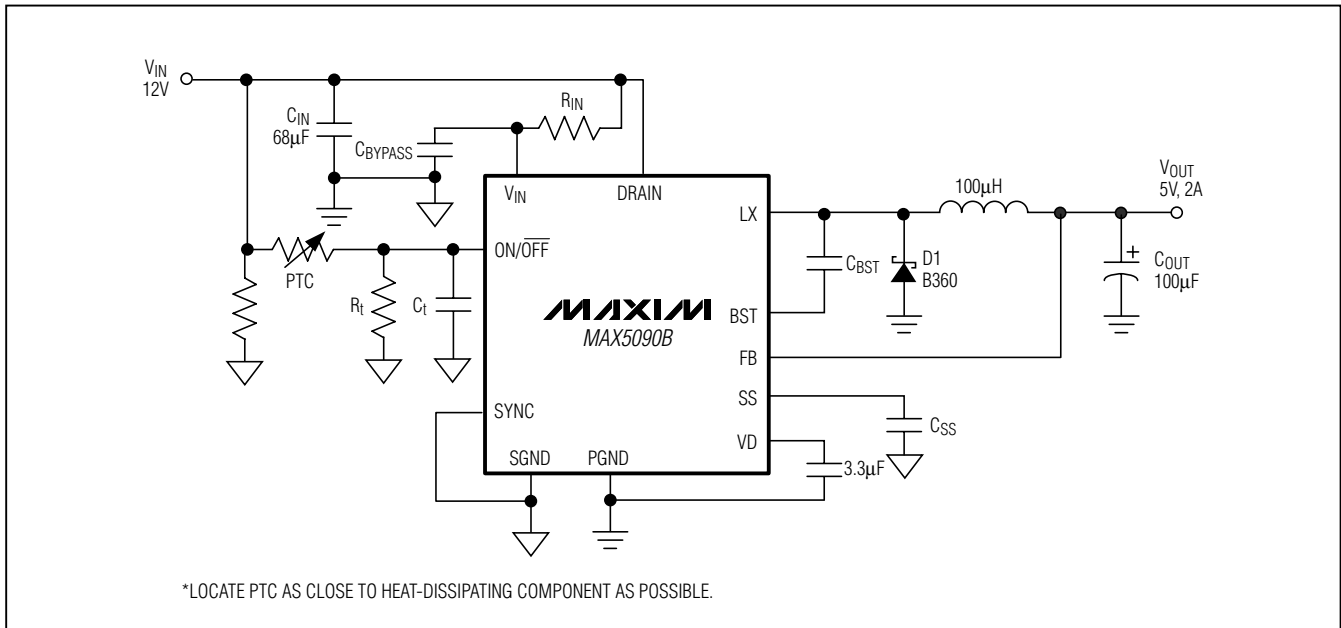 V_IN
12V
C_IN
68µF
R_IN
C_BYPASS
V_IN
DRAIN
LX
100µH
V_OUT
5V, 2A
ON/O̅F̅F̅
PTC
R_t
C_t
C_BST
D1
B360
C_OUT
100µF
+
MAXIM
MAX5090B
BST
FB
SS
C_SS
SYNC
VD
3.3µF
SGND
PGND
*LOCATE PTC AS CLOSE TO HEAT-DISSIPATING COMPONENT AS POSSIBLE.